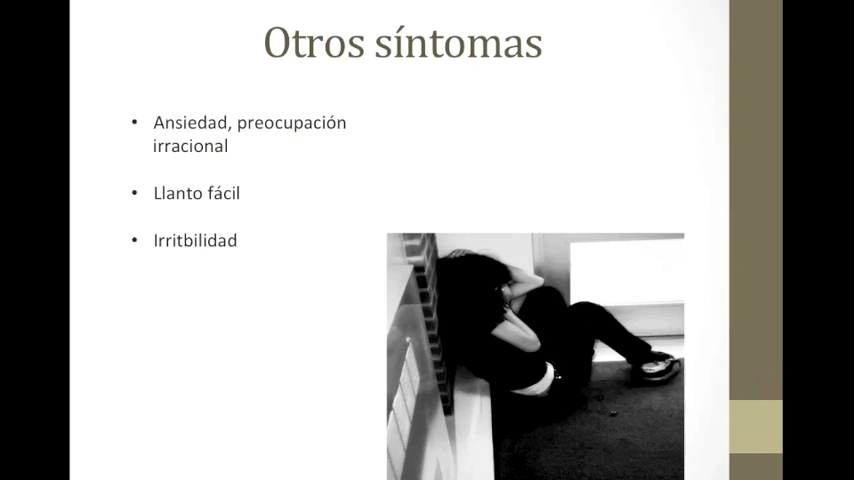 Otros síntomas
• Ansiedad, preocupación
irracional
• Llanto fácil
• Irritbilidad